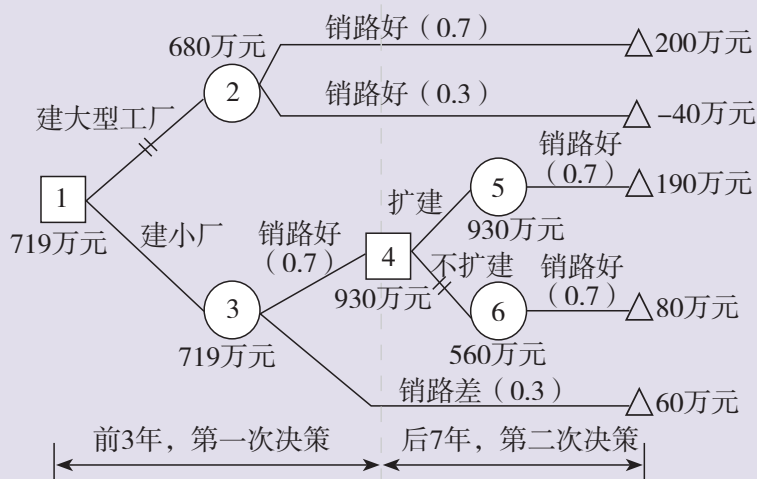 680万元
销路好（0.7）
200万元
2
销路好（0.3）
-40万元
建大型工厂
1
719万元
建小厂
销路好
（0.7）
4
930万元
扩建
5
930万元
销路好
（0.7）
190万元
不扩建
6
560万元
销路好
（0.7）
80万元
3
719万元
销路差（0.3）
60万元
前3年，第一次决策
后7年，第二次决策